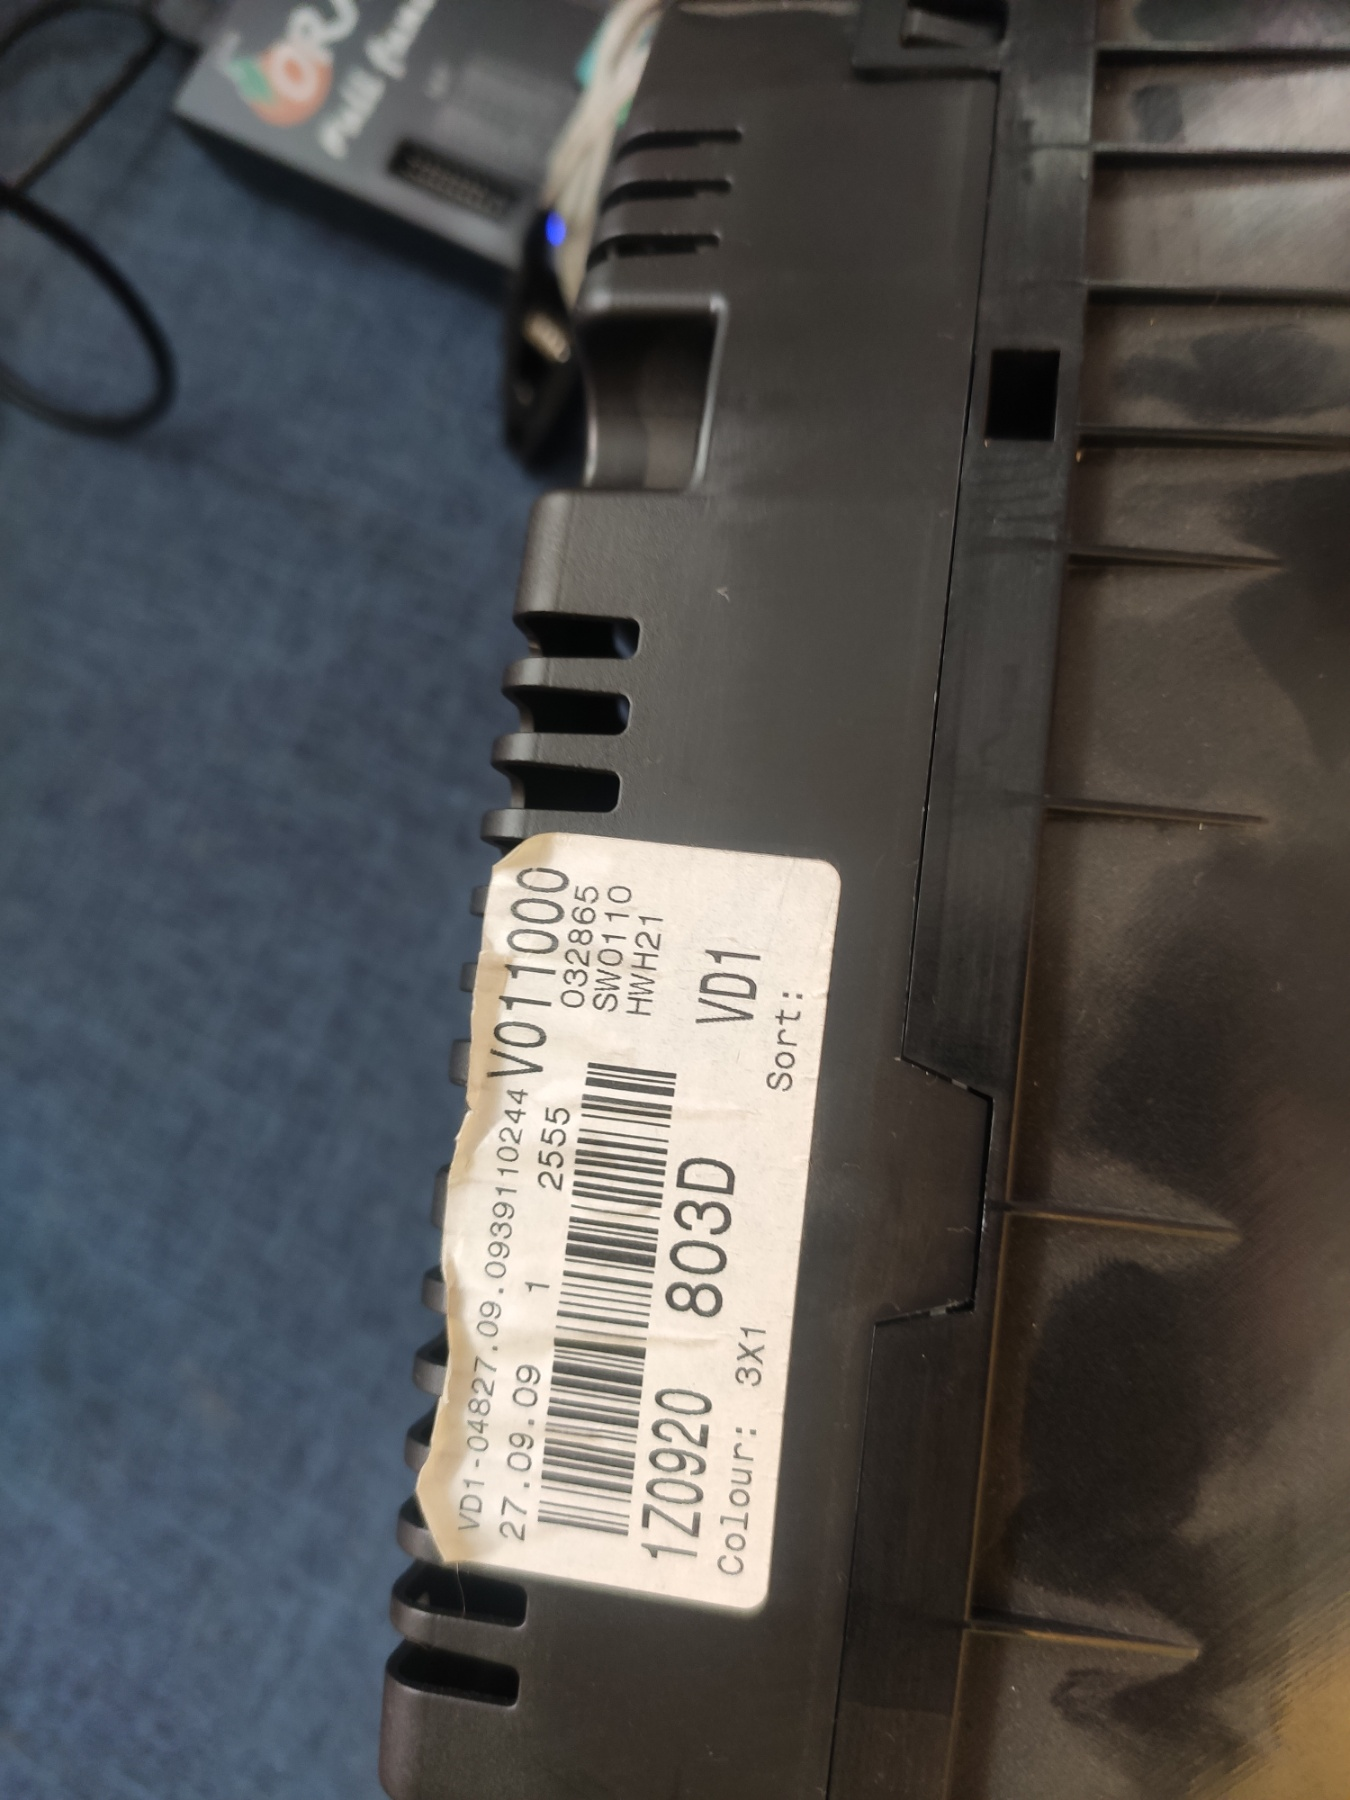 VD1-04827.09.0939110244 V011000
27.09.09 1 2555 032865
SW0110
HWH21
1Z0920 803D VD1
Colour: 3X1 Sort: